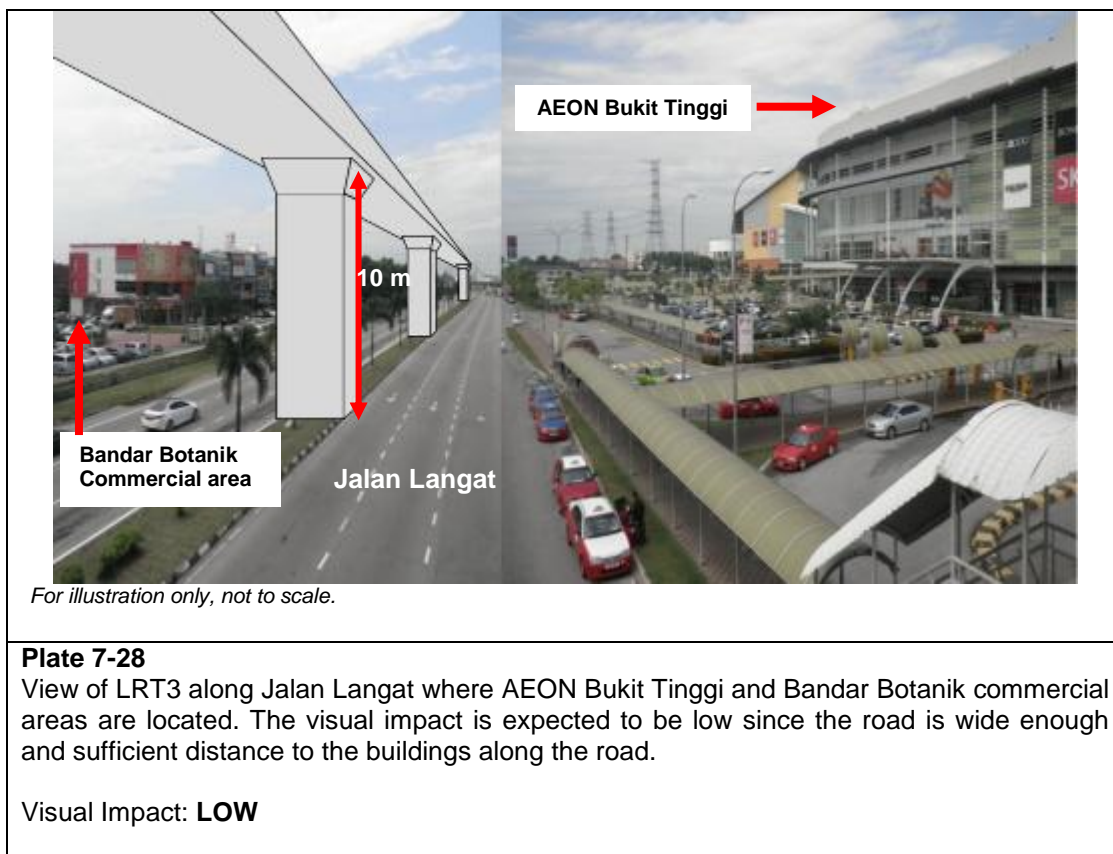 AEON Bukit Tinggi
10 m
Bandar Botanik
Commercial area
Jalan Langat
SK
For illustration only, not to scale.
Plate 7-28
View of LRT3 along Jalan Langat where AEON Bukit Tinggi and Bandar Botanik commercial
areas are located. The visual impact is expected to be low since the road is wide enough
and sufficient distance to the buildings along the road.
Visual Impact: LOW